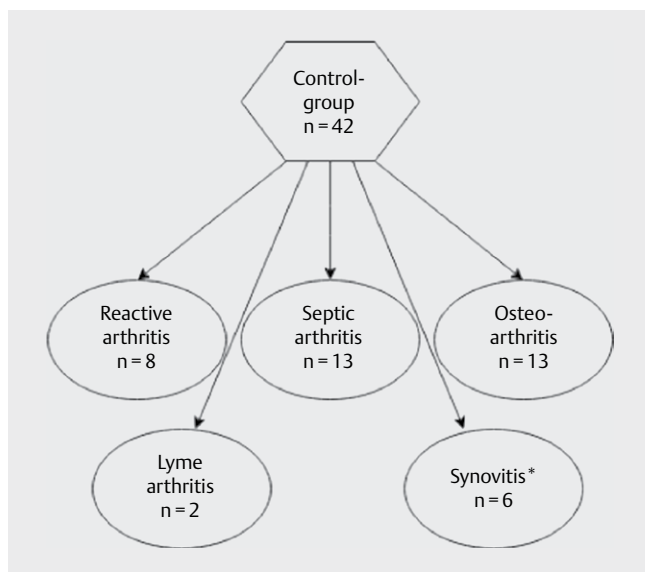 Control-
group
n = 42
Reactive
arthritis
n = 8
Septic
arthritis
n = 13
Osteo-
arthritis
n = 13
Lyme
arthritis
n = 2
Synovitis*
n = 6